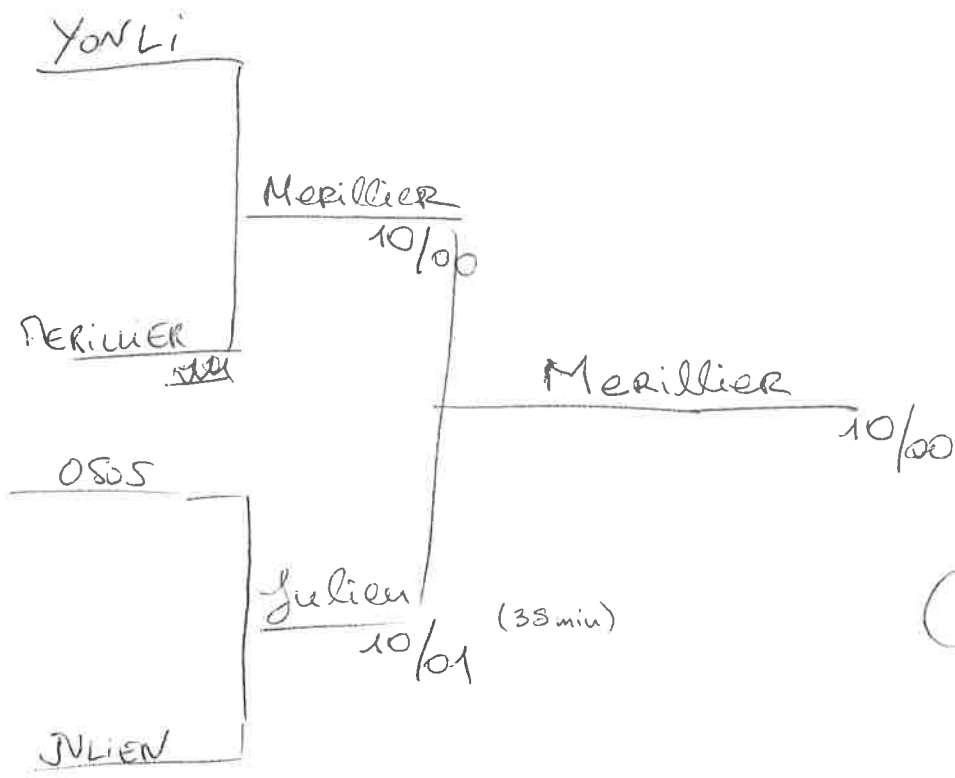 YONLi
Merillier
10/00
MERILLIER
Merillier
10/00
OSOS
Julien
10/01 (38 min)
JULIEN